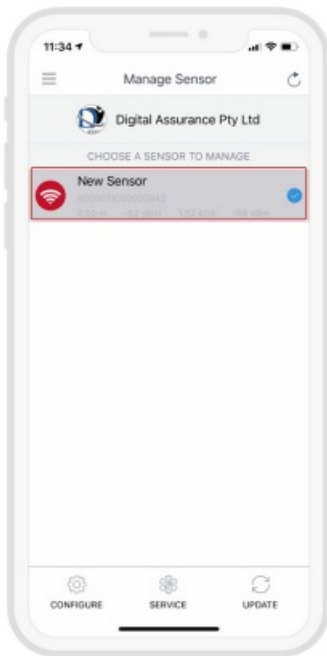 11:34
Manage Sensor
Digital Assurance Pty Ltd
CHOOSE A SENSOR TO MANAGE
New Sensor
CONFIGURE SERVICE UPDATE